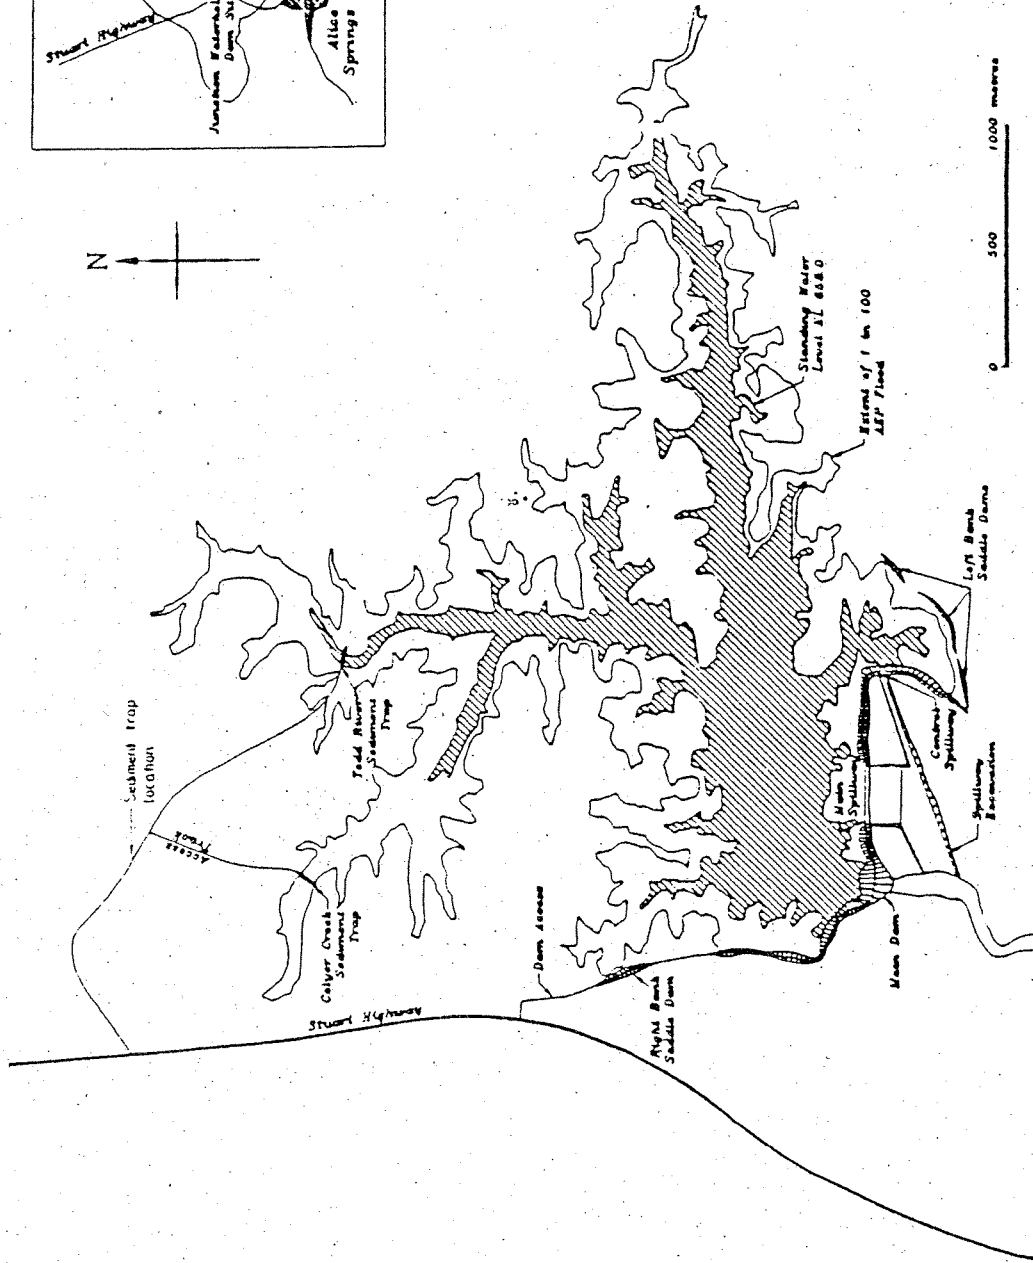 Stuart Highway
Junction Waterhole
Dam Site
Alice
Springs
N
1000 metres
500
0
Standing Water
Level EL 658.0
Extent of 1 in 100
AEP Flood
Left Bank
Saddle Dams
Sediment Trap
Location
Access
Track
Todd River
Sediment
Trap
Colyer Creek
Sediment
Trap
Stuart Highway
Dam Access
Right Bank
Saddle Dam
Main
Spillway
Control
Spillway
Spillway
Excavation
Main Dam